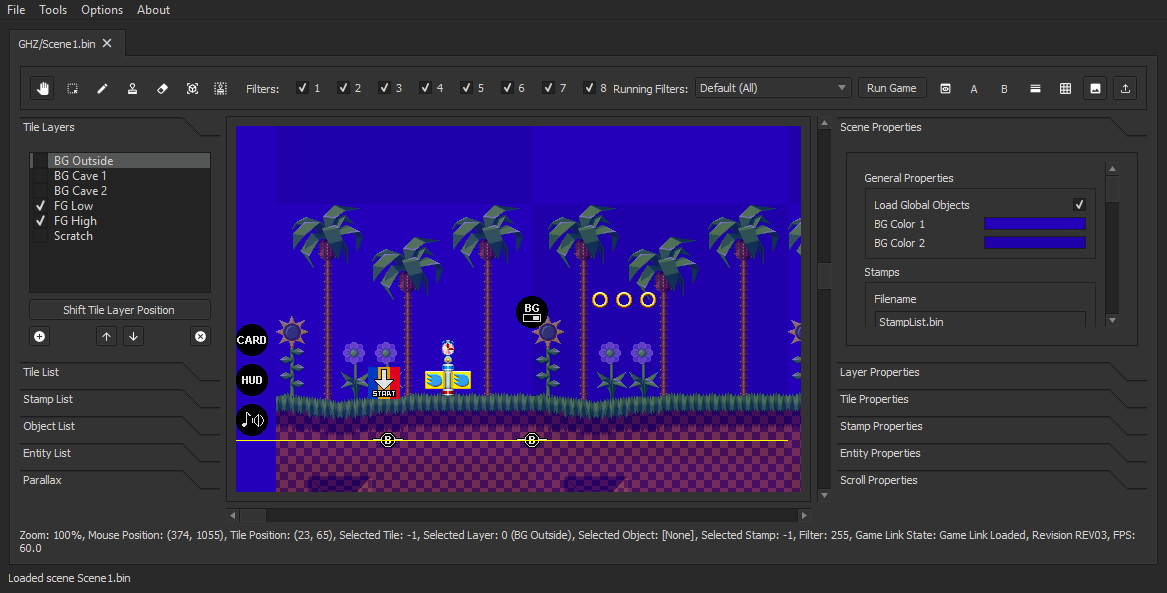 File Tools Options About
GHZ/Scene1.bin
Filters: 1 2 3 4 5 6 7 8 Running Filters: Default (All) Run Game A B
Tile Layers
BG Outside
BG Cave 1
BG Cave 2
FG Low
FG High
Scratch
Shift Tile Layer Position
Tile List
Stamp List
Object List
Entity List
Parallax
BG
CARD
HUD
START
B B
Scene Properties
General Properties
Load Global Objects
BG Color 1
BG Color 2
Stamps
Filename
StampList.bin
Layer Properties
Tile Properties
Stamp Properties
Entity Properties
Scroll Properties
Zoom: 100%, Mouse Position: (374, 1055), Tile Position: (23, 65), Selected Tile: -1, Selected Layer: 0 (BG Outside), Selected Object: [None], Selected Stamp: -1, Filter: 255, Game Link State: Game Link Loaded, Revision REV03, FPS:
60.0
Loaded scene Scene1.bin